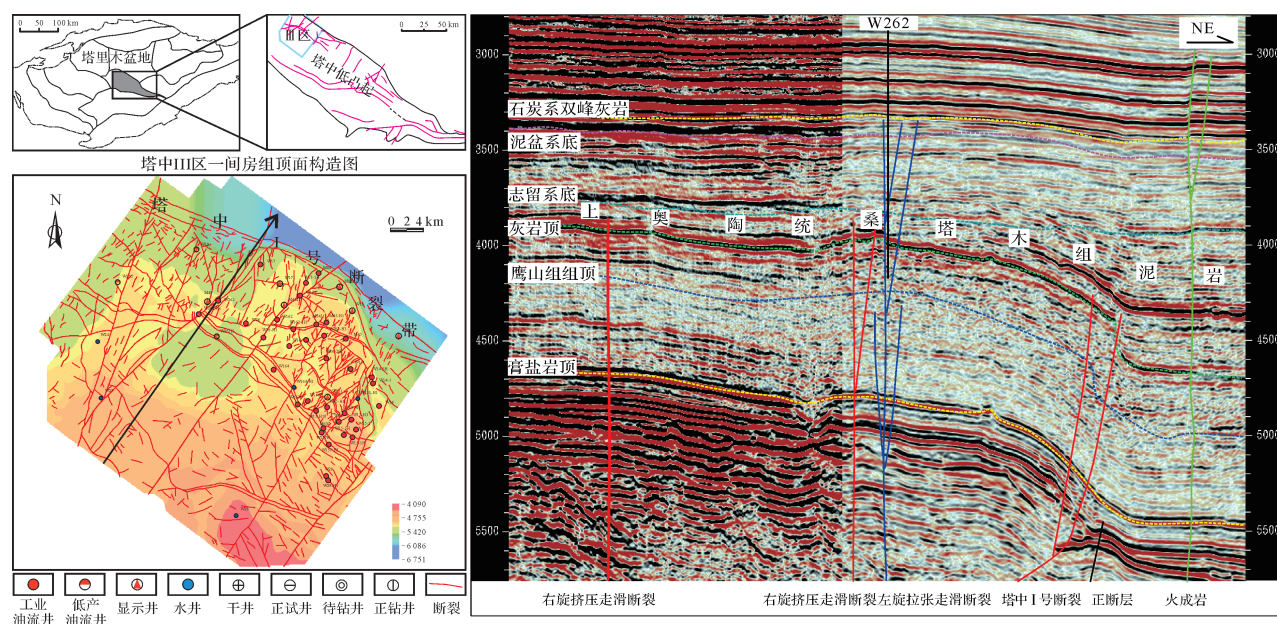 0 50 100 km
塔里木盆地
0 25 50 km
III区
塔中低凸起
塔中III区一间房组顶面构造图
N
0 2 4 km
塔中I号断裂带
-4 090
-4 755
-5 420
-6 086
-6 751
工业油流井
低产油流井
显示井
水井
干井
正试井
待钻井
正钻井
断裂
W262
NE
3000
3500
4000
4500
5000
5500
3000
3500
4000
4500
5000
5500
石炭系双峰灰岩
泥盆系底
志留系底
上奥陶统桑塔木组泥岩
灰岩顶
鹰山组组顶
膏盐岩顶
右旋挤压走滑断裂
右旋挤压走滑断裂
左旋拉张走滑断裂
塔中I号断裂
正断层
火成岩